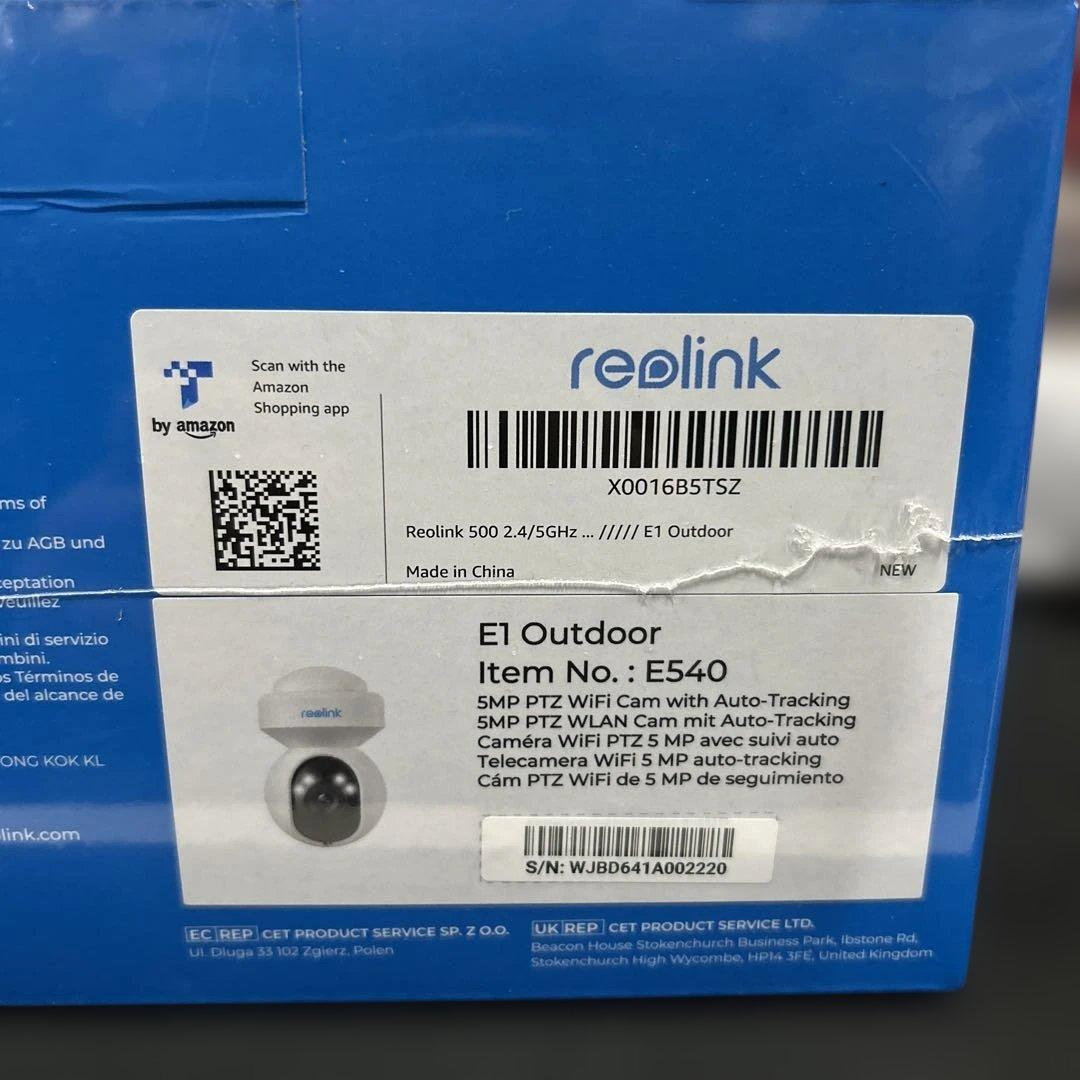 Scan with the
Amazon
Shopping app
by amazon
reolink
X0016B5TSZ
Reolink 500 2.4/5GHz ... ///// E1 Outdoor
Made in China
NEW
ms of
zu AGB und
ceptation
veuillez
ini di servizio
mbini.
os Términos de
del alcance de
ONG KOK KL
link.com
reolink
E1 Outdoor
Item No. : E540
5MP PTZ WiFi Cam with Auto-Tracking
5MP PTZ WLAN Cam mit Auto-Tracking
Caméra WiFi PTZ 5 MP avec suivi auto
Telecamera WiFi 5 MP auto-tracking
Cám PTZ WiFi de 5 MP de seguimiento
S/N: WJBD641A002220
EC REP CET PRODUCT SERVICE SP. Z O.O.
Ul. Dluga 33 102 Zgierz, Polen
UK REP CET PRODUCT SERVICE LTD.
Beacon House Stokenchurch Business Park, Ibstone Rd,
Stokenchurch High Wycombe, HP14 3FE, United Kingdom